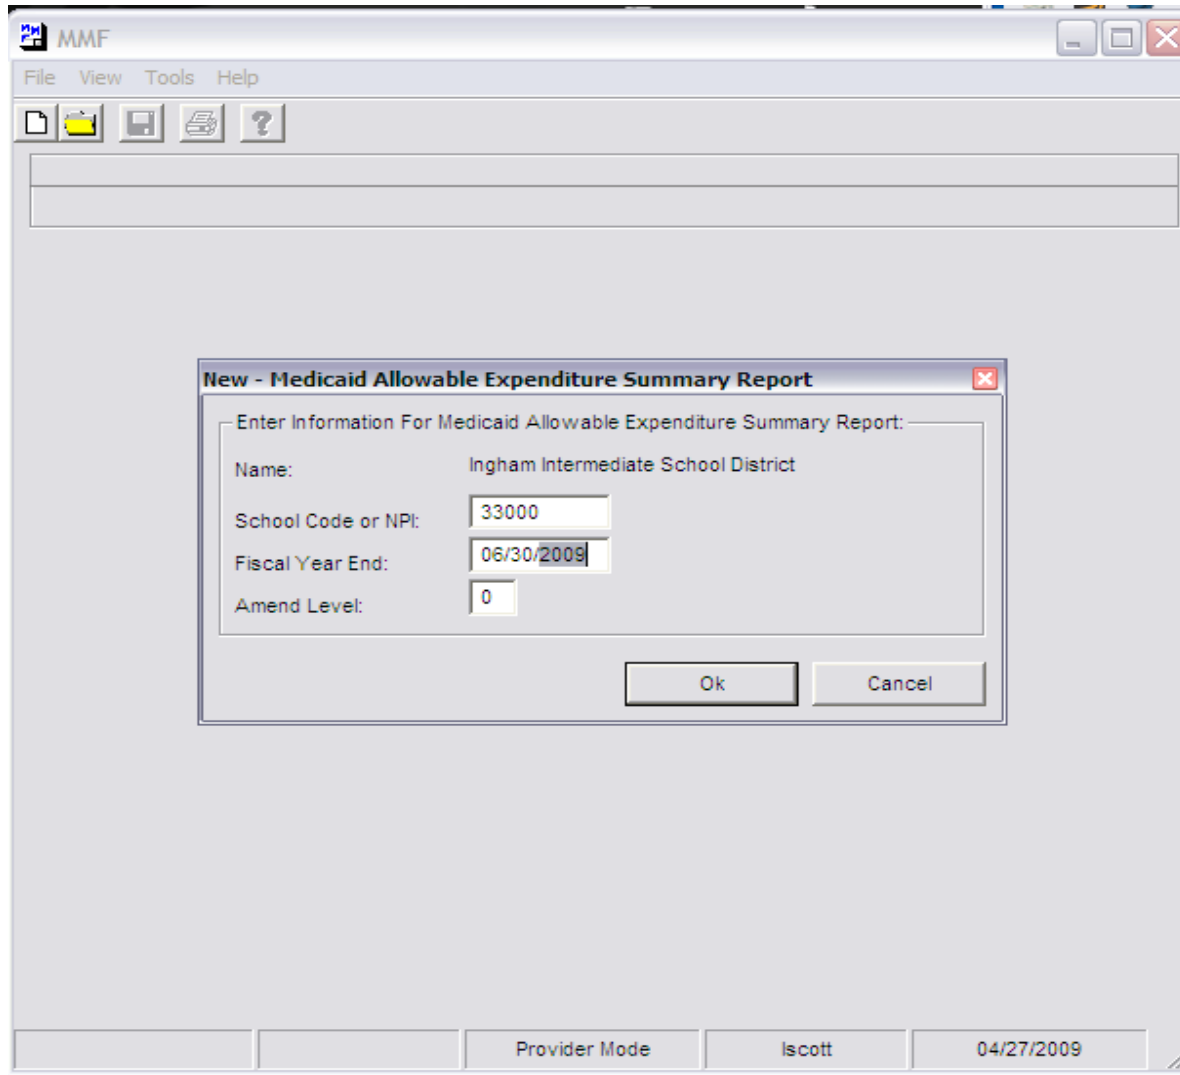 MMF
File View Tools Help
New - Medicaid Allowable Expenditure Summary Report
Enter Information For Medicaid Allowable Expenditure Summary Report:
Name: Ingham Intermediate School District
School Code or NPI: 33000
Fiscal Year End: 06/30/2009
Amend Level: 0
Ok Cancel
Provider Mode lscott 04/27/2009